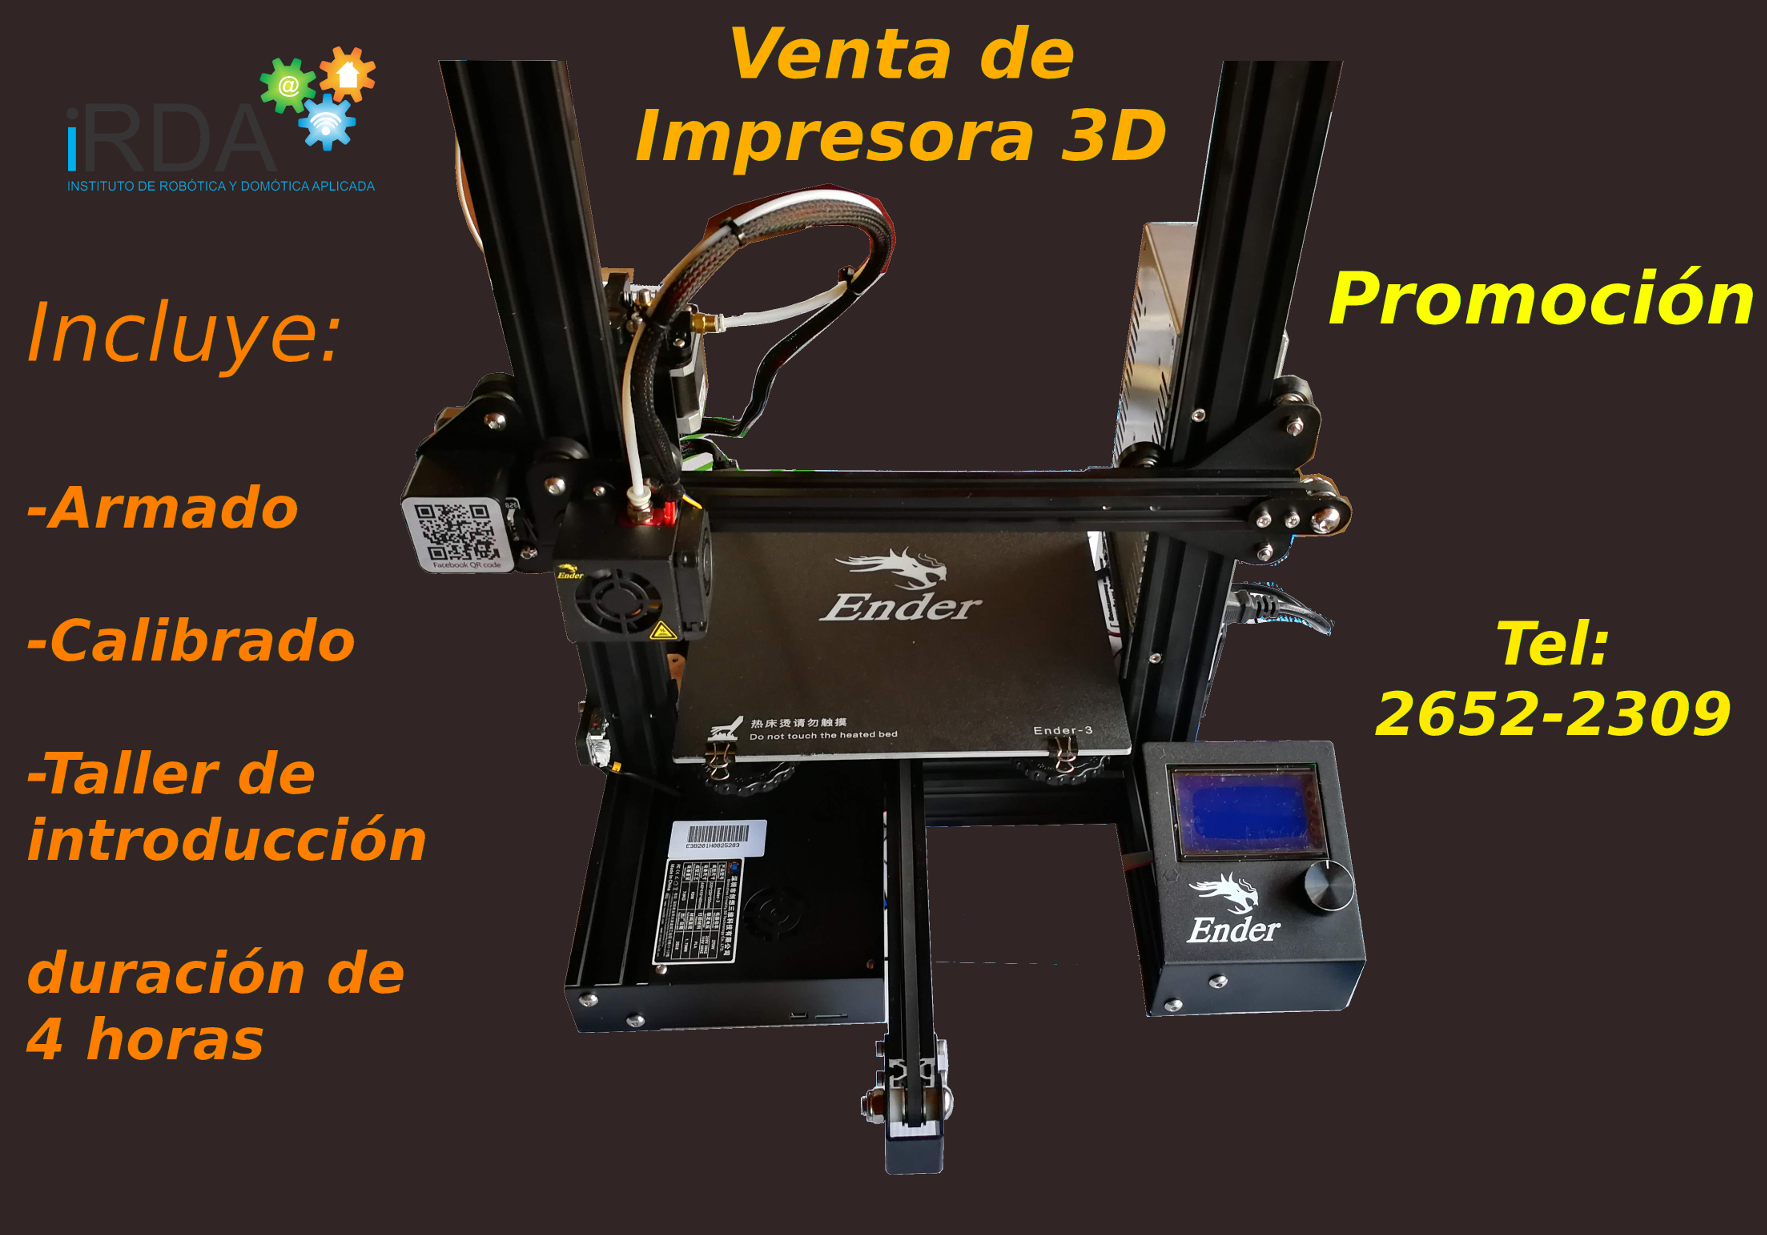 Venta de
Impresora 3D
@
iRDA
INSTITUTO DE ROBÓTICA Y DOMÓTICA APLICADA
Promoción
Incluye:
-Armado
-Calibrado
-Taller de
introducción
duración de
4 horas
Tel:
2652-2309
Facebook QR code
Ender
Ender
热床烫请勿触摸
Do not touch the heated bed
Ender-3
Ender